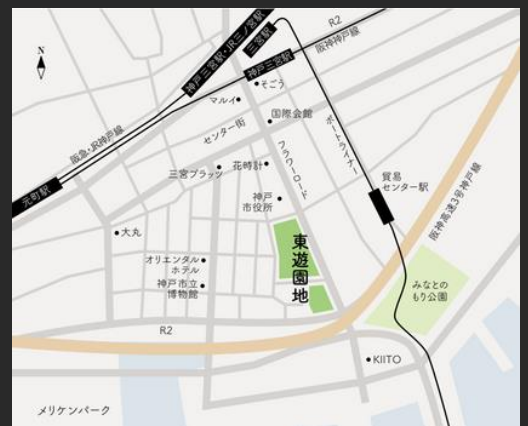 R2
神戸三宮駅・JR三ノ宮駅
三宮駅
阪神神戸線
神戸三宮駅
N
そごう
マルイ
国際会館
センター街
阪急・JR神戸線
フラワーロード
ポートライナー
三宮プラッツ
花時計
貿易
センター駅
元町駅
神戸
市役所
阪神高速3号神戸線
大丸
東遊園地
オリエンタル
ホテル
神戸市立
博物館
みなとの
もり公園
R2
KIITO
メリケンパーク